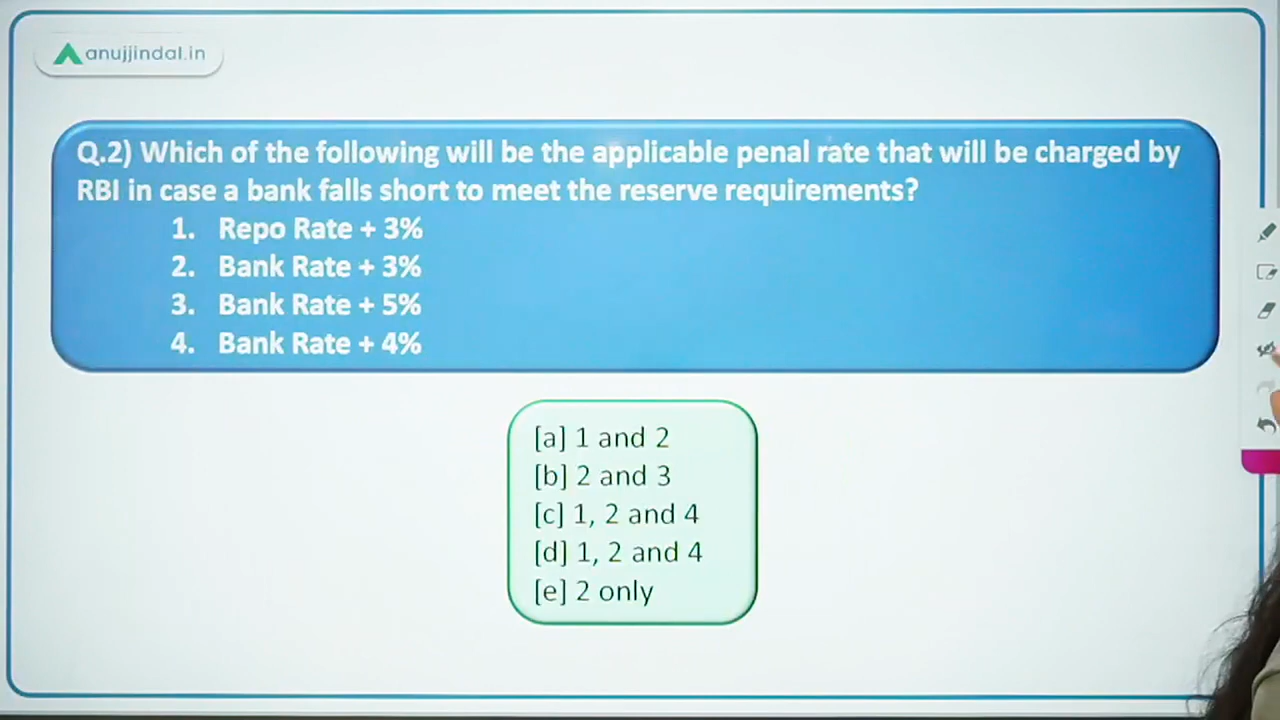 anujjindal.in
Q.2) Which of the following will be the applicable penal rate that will be charged by
RBI in case a bank falls short to meet the reserve requirements?
1. Repo Rate + 3%
2. Bank Rate + 3%
3. Bank Rate + 5%
4. Bank Rate + 4%
[a] 1 and 2
[b] 2 and 3
[c] 1, 2 and 4
[d] 1, 2 and 4
[e] 2 only